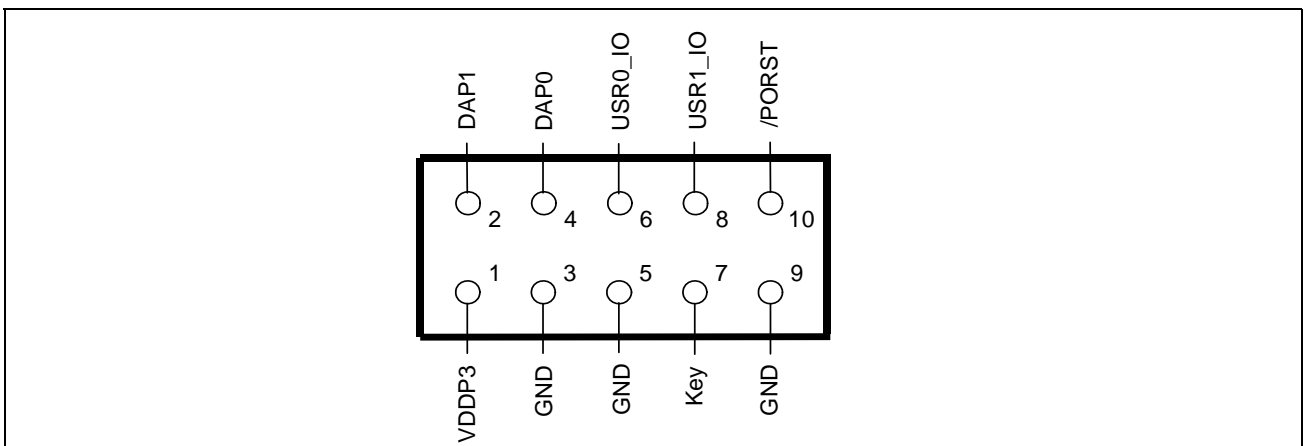 DAP1
DAP0
USR0_IO
USR1_IO
/PORST
2
4
6
8
10
1
3
5
7
9
VDDP3
GND
GND
Key
GND